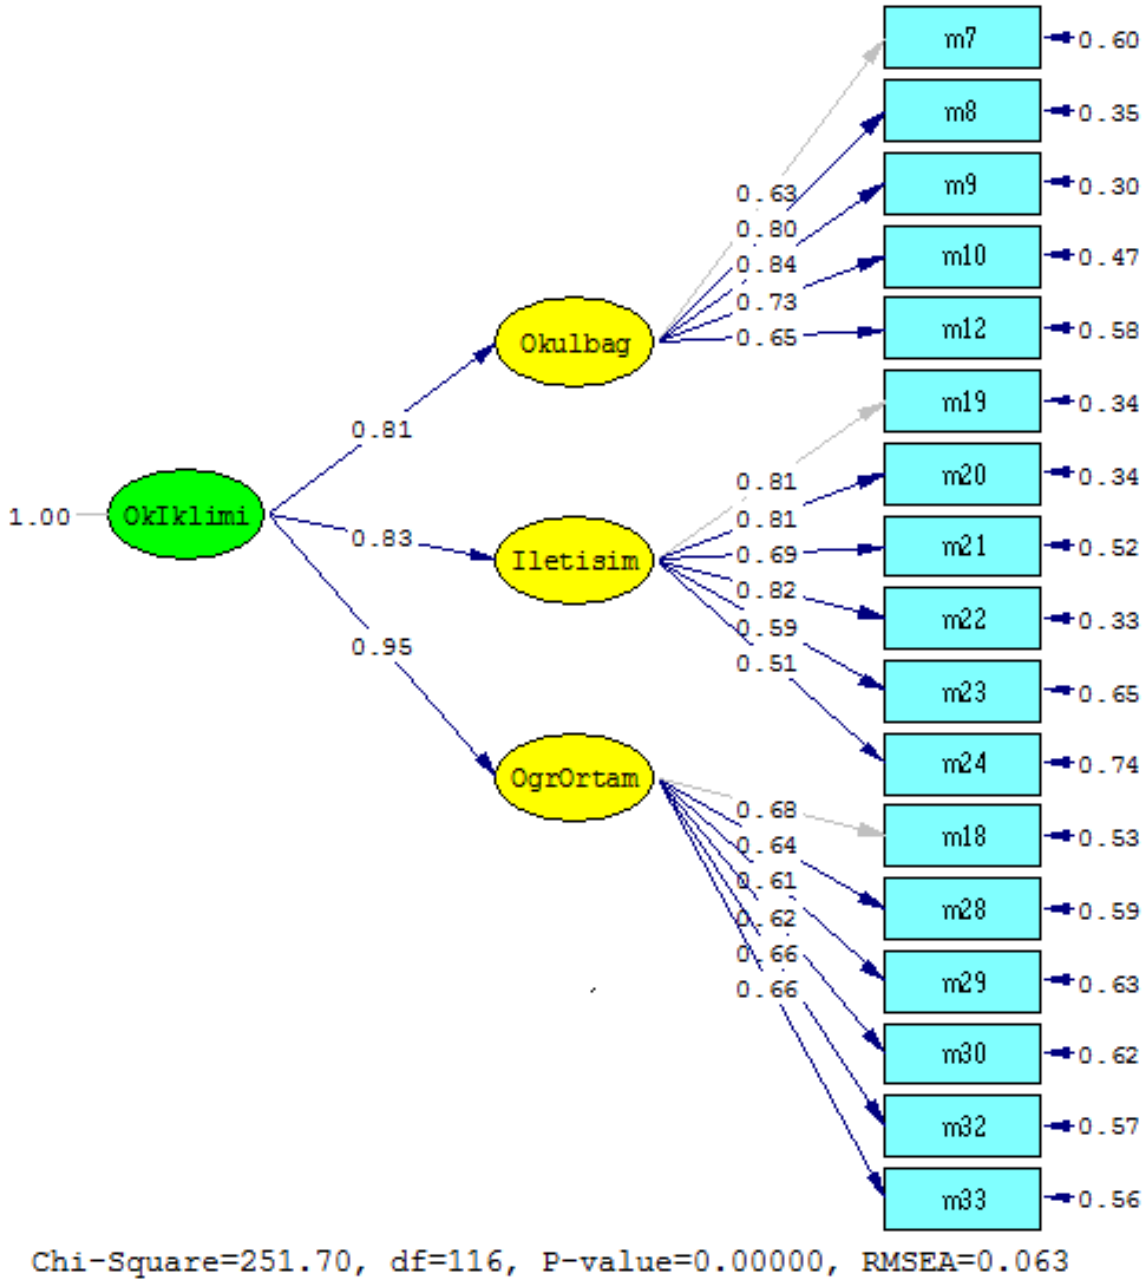 m7
0.60
m8
0.35
m9
0.30
0.63
0.80
m10
0.47
0.84
0.73
m12
0.58
0.65
Okulbag
m19
0.34
0.81
m20
0.34
0.81
0.81
m21
0.52
0.69
1.00
OkIklimi
0.83
Iletisim
0.82
m22
0.33
0.59
0.95
0.51
m23
0.65
m24
0.74
OgrOrtam
0.68
m18
0.53
0.64
0.61
m28
0.59
0.62
0.66
m29
0.63
0.66
m30
0.62
m32
0.57
m33
0.56
Chi-Square=251.70, df=116, P-value=0.00000, RMSEA=0.063